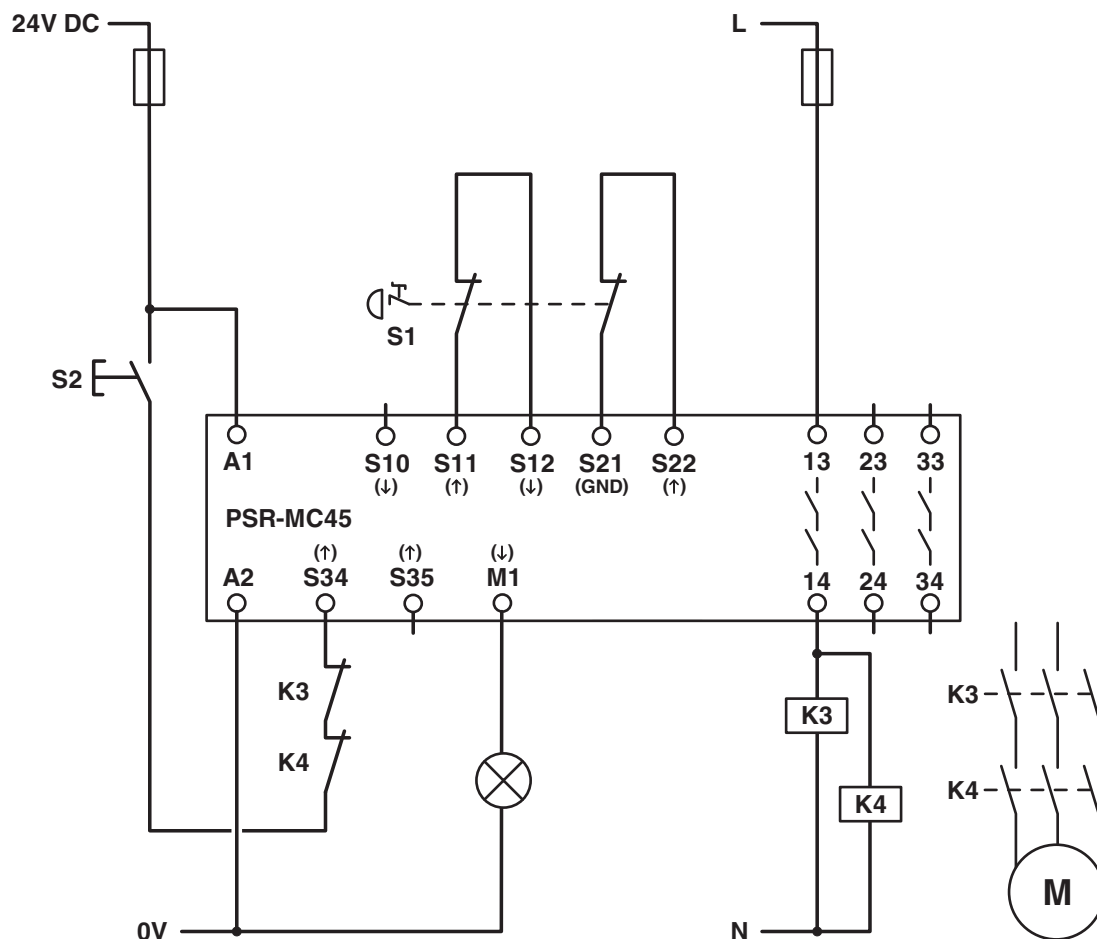 24V DC
L
S1
S2
A1
S10 S11 S12 S21 S22
(↓) (↑) (↓) (GND) (↑)
13 23 33
PSR-MC45
(↑) (↑) (↓)
A2 S34 S35 M1
14 24 34
K3
K4
K3
K4
K3
K4
M
0V
N